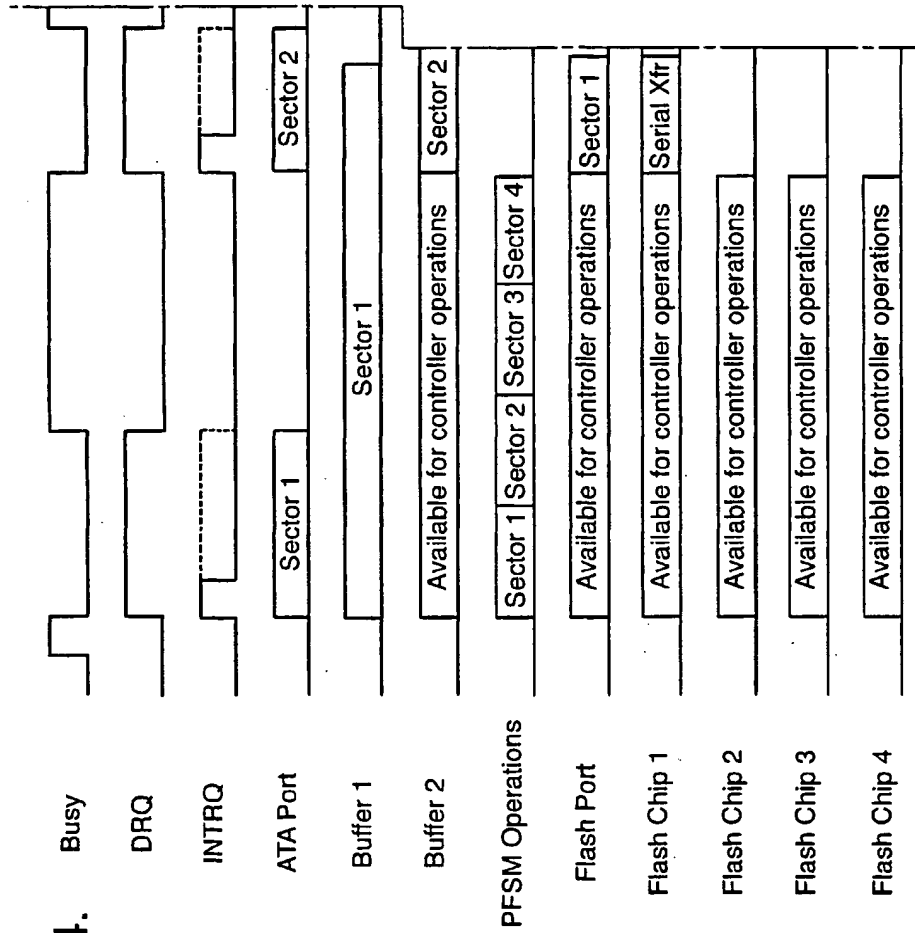 4.
Busy
DRQ
INTRQ
ATA Port Sector 1 Sector 2
Buffer 1 Sector 1
Buffer 2 Available for controller operations Sector 2
PFSM Operations Sector 1 Sector 2 Sector 3 Sector 4
Flash Port Available for controller operations Sector 1
Flash Chip 1 Available for controller operations Serial Xfr
Flash Chip 2 Available for controller operations
Flash Chip 3 Available for controller operations
Flash Chip 4 Available for controller operations